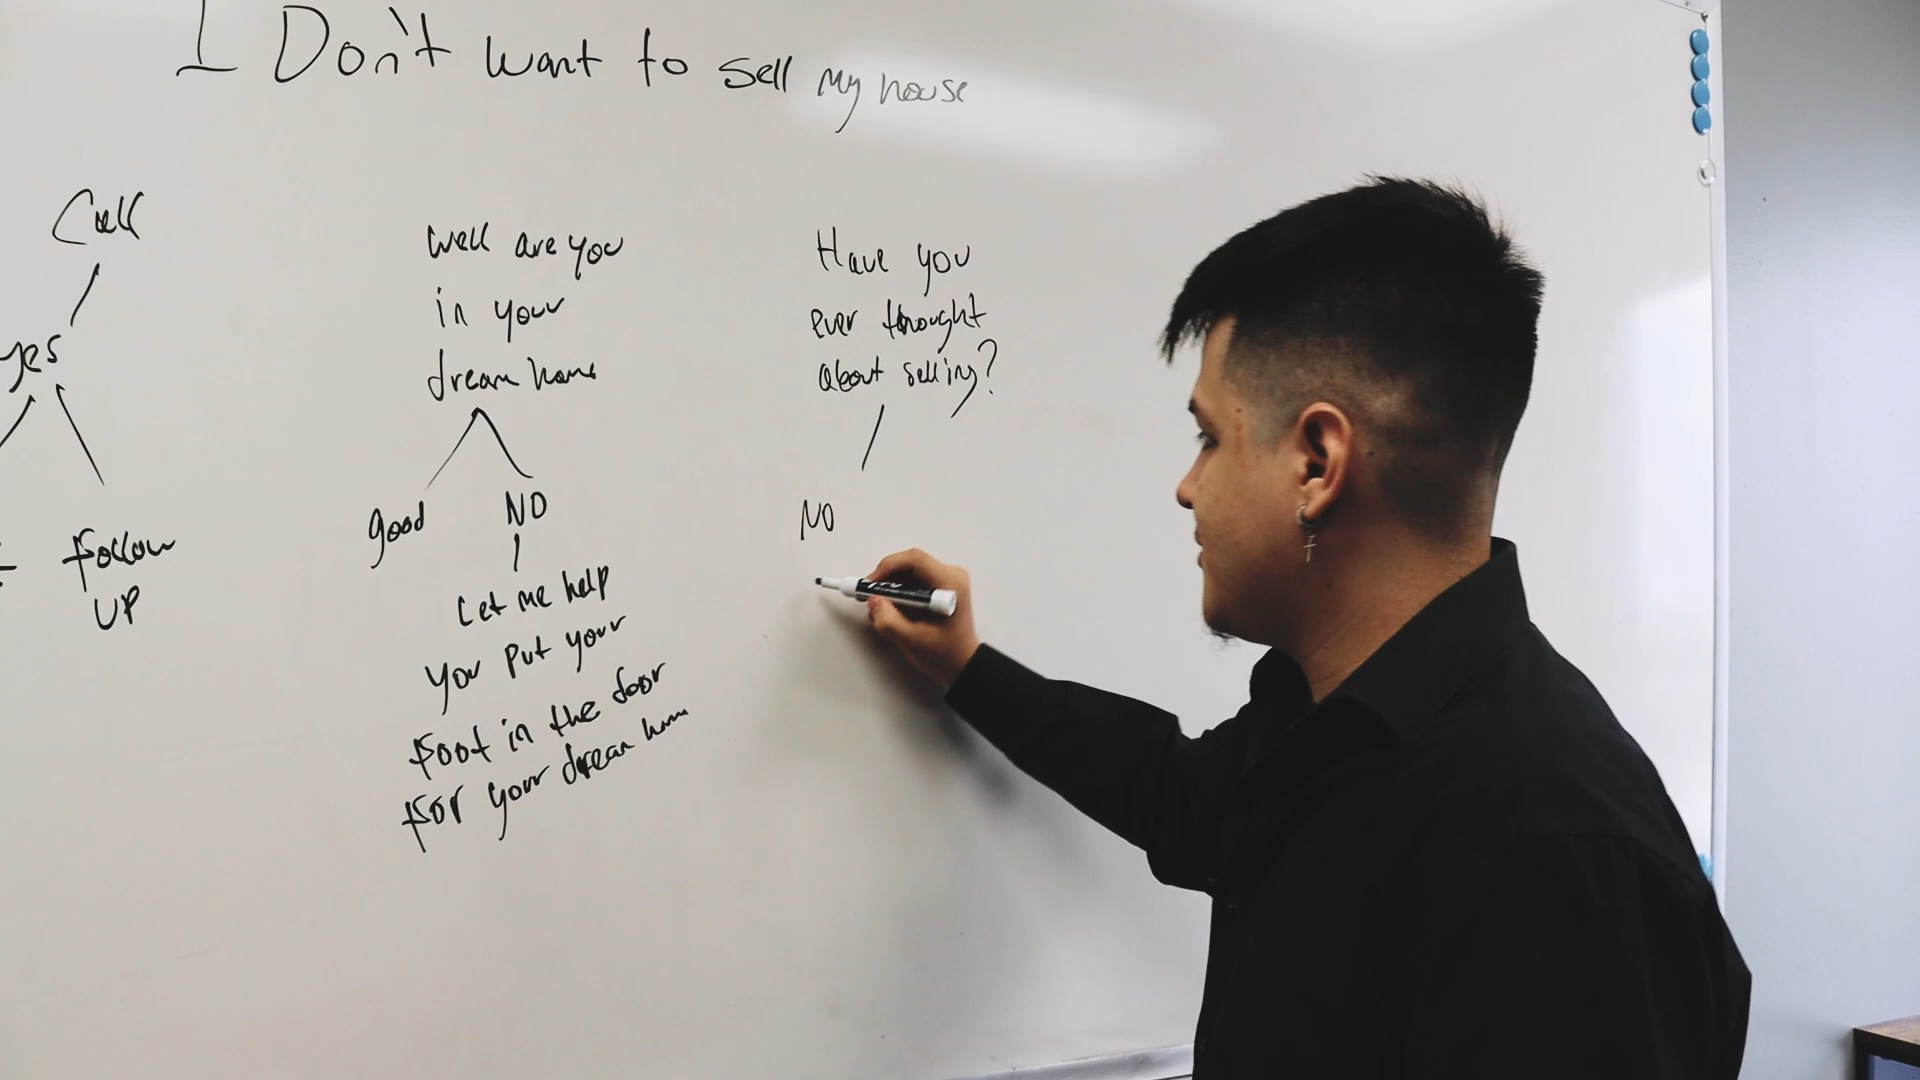 I Don't want to sell my house
Call
yes
follow
UP
Well are you
in your
dream home
good
NO
Let me help
you put your
foot in the door
for your dream home
Have you
ever thought
about selling?
NO